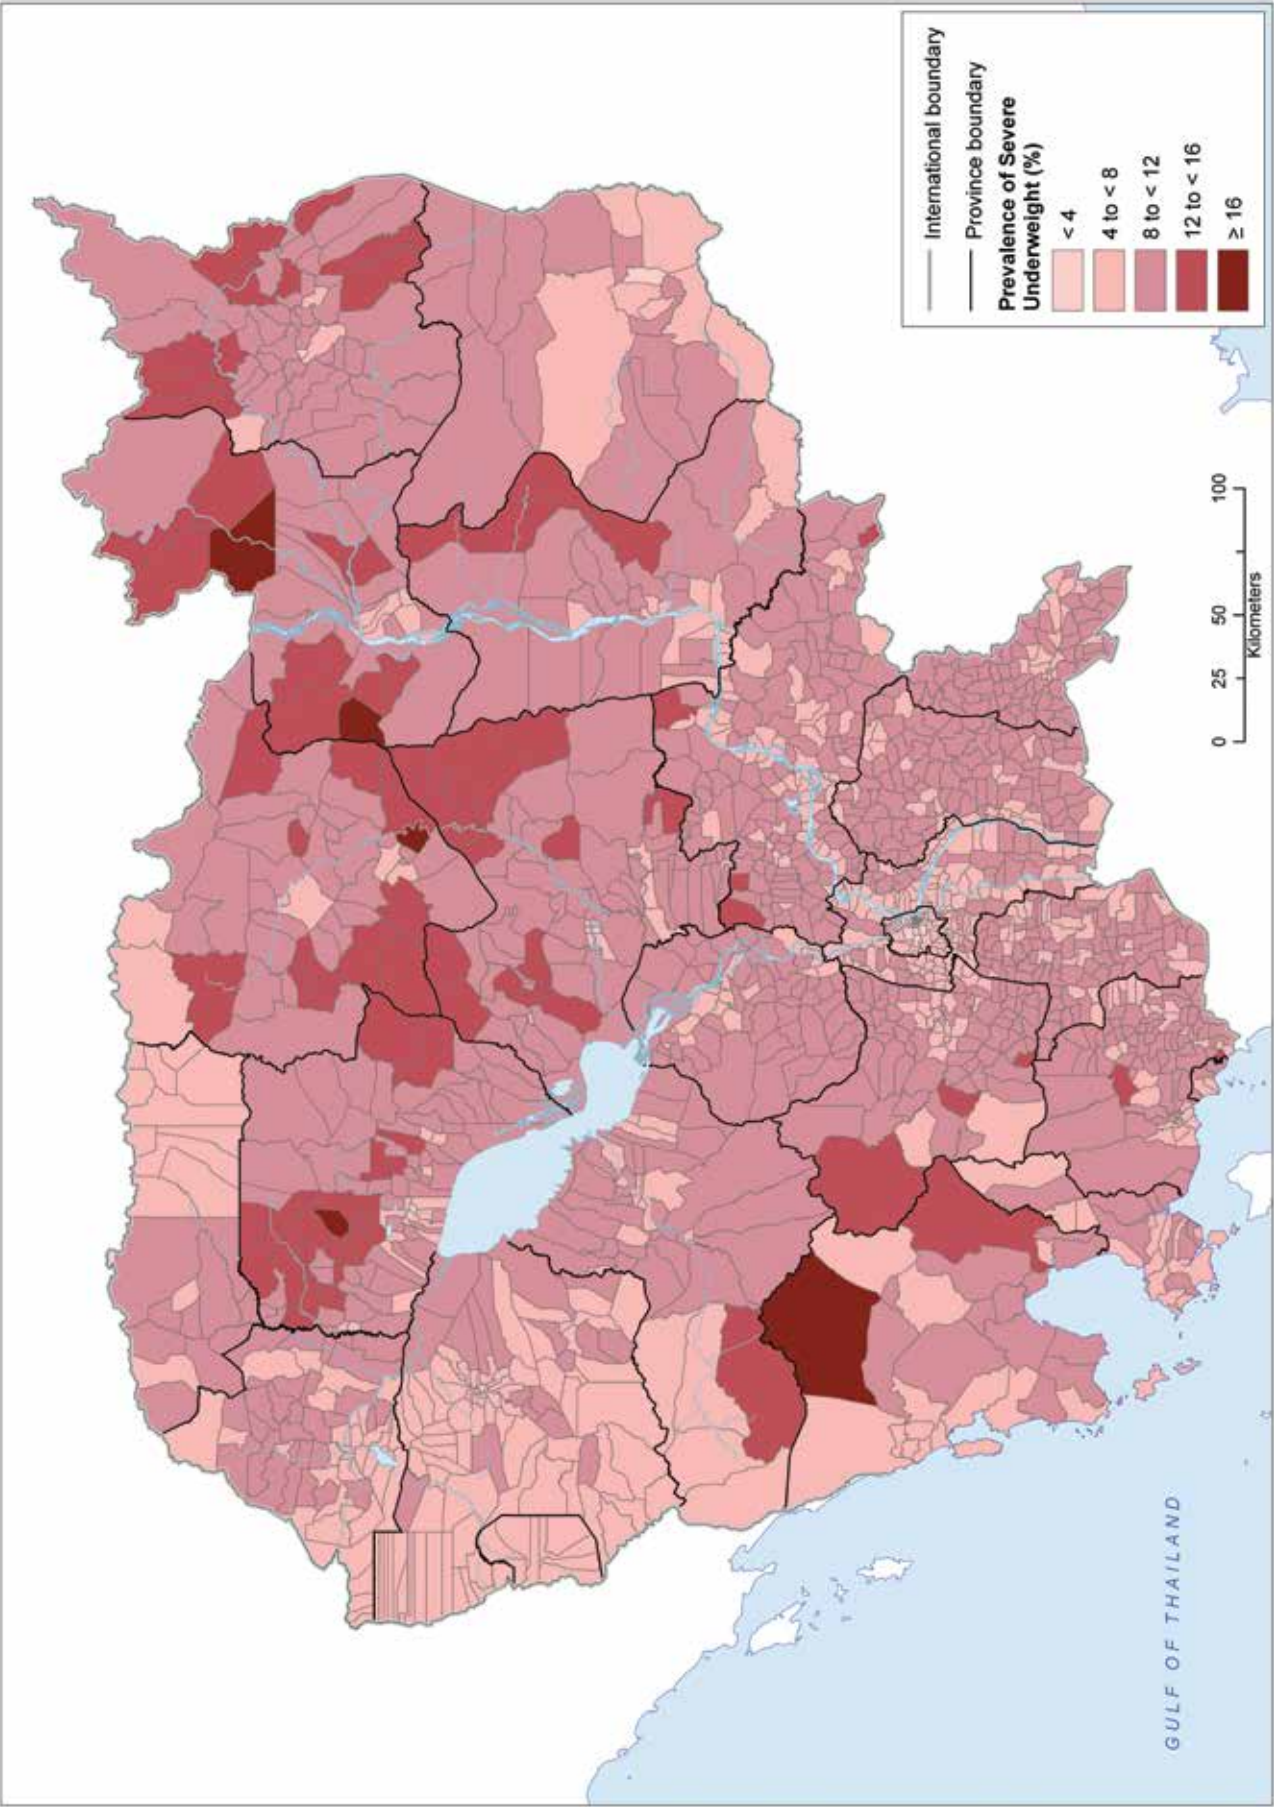 International boundary
Province boundary
Prevalence of Severe
Underweight (%)
< 4
4 to < 8
8 to < 12
12 to < 16
≥ 16
0 25 50 100
Kilometers
GULF OF THAILAND